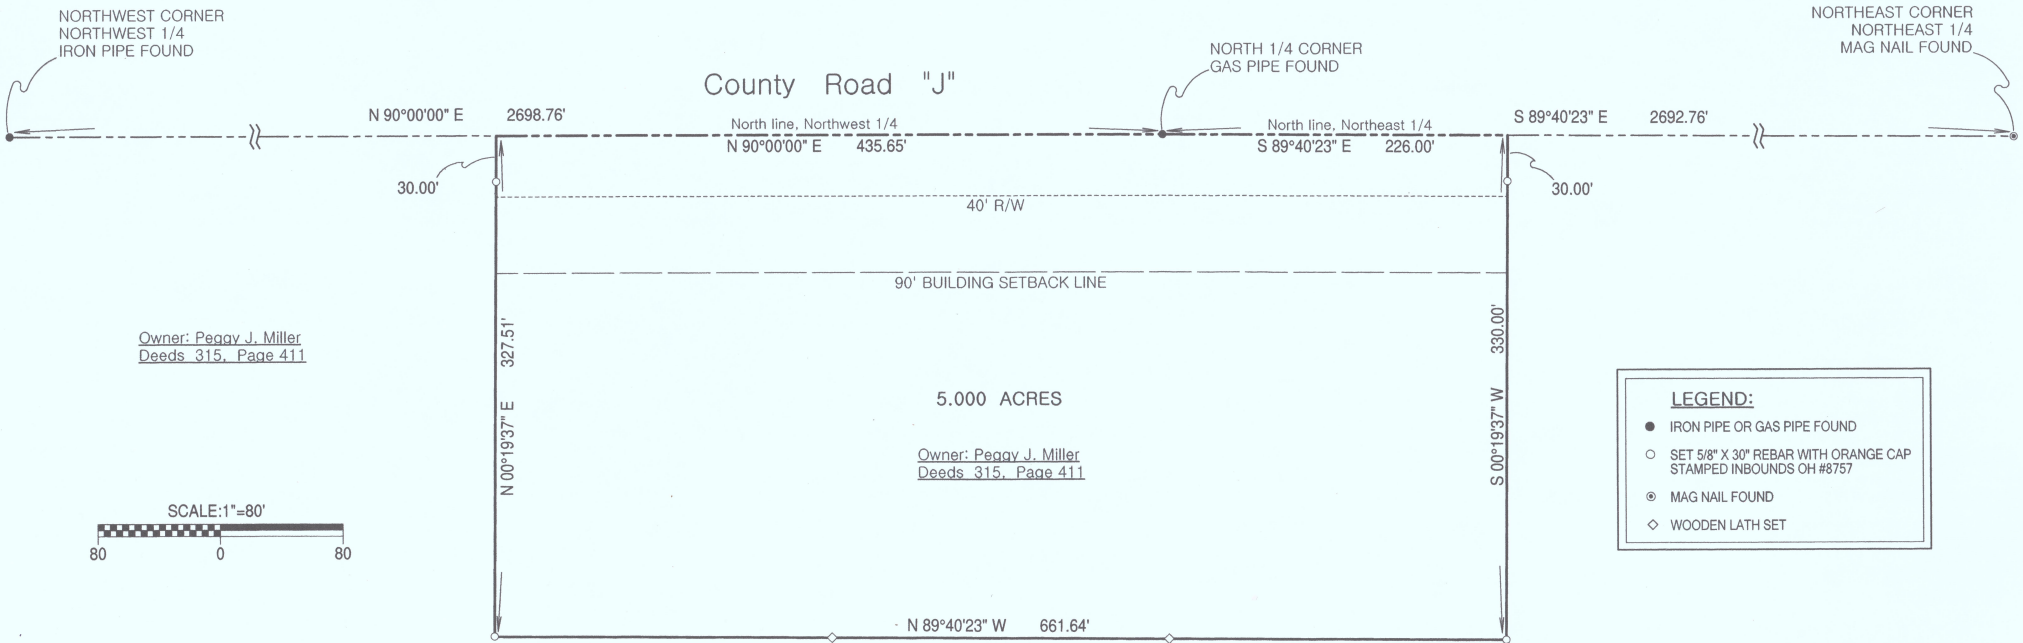 NORTHWEST CORNER
NORTHWEST 1/4
IRON PIPE FOUND
NORTH 1/4 CORNER
GAS PIPE FOUND
NORTHEAST CORNER
NORTHEAST 1/4
MAG NAIL FOUND
County Road "J"
N 90°00'00" E 2698.76'
North line, Northwest 1/4
N 90°00'00" E 435.65'
North line, Northeast 1/4
S 89°40'23" E 226.00'
S 89°40'23" E 2692.76'
30.00'
30.00'
40' R/W
90' BUILDING SETBACK LINE
Owner: Peggy J. Miller
Deeds 315, Page 411
N 00°19'37" E 327.51'
5.000 ACRES
Owner: Peggy J. Miller
Deeds 315, Page 411
S 00°19'37" W 330.00'
SCALE:1"=80'
80 0 80
N 89°40'23" W 661.64'
LEGEND:
IRON PIPE OR GAS PIPE FOUND
SET 5/8" X 30" REBAR WITH ORANGE CAP
STAMPED INBOUNDS OH #8757
MAG NAIL FOUND
WOODEN LATH SET